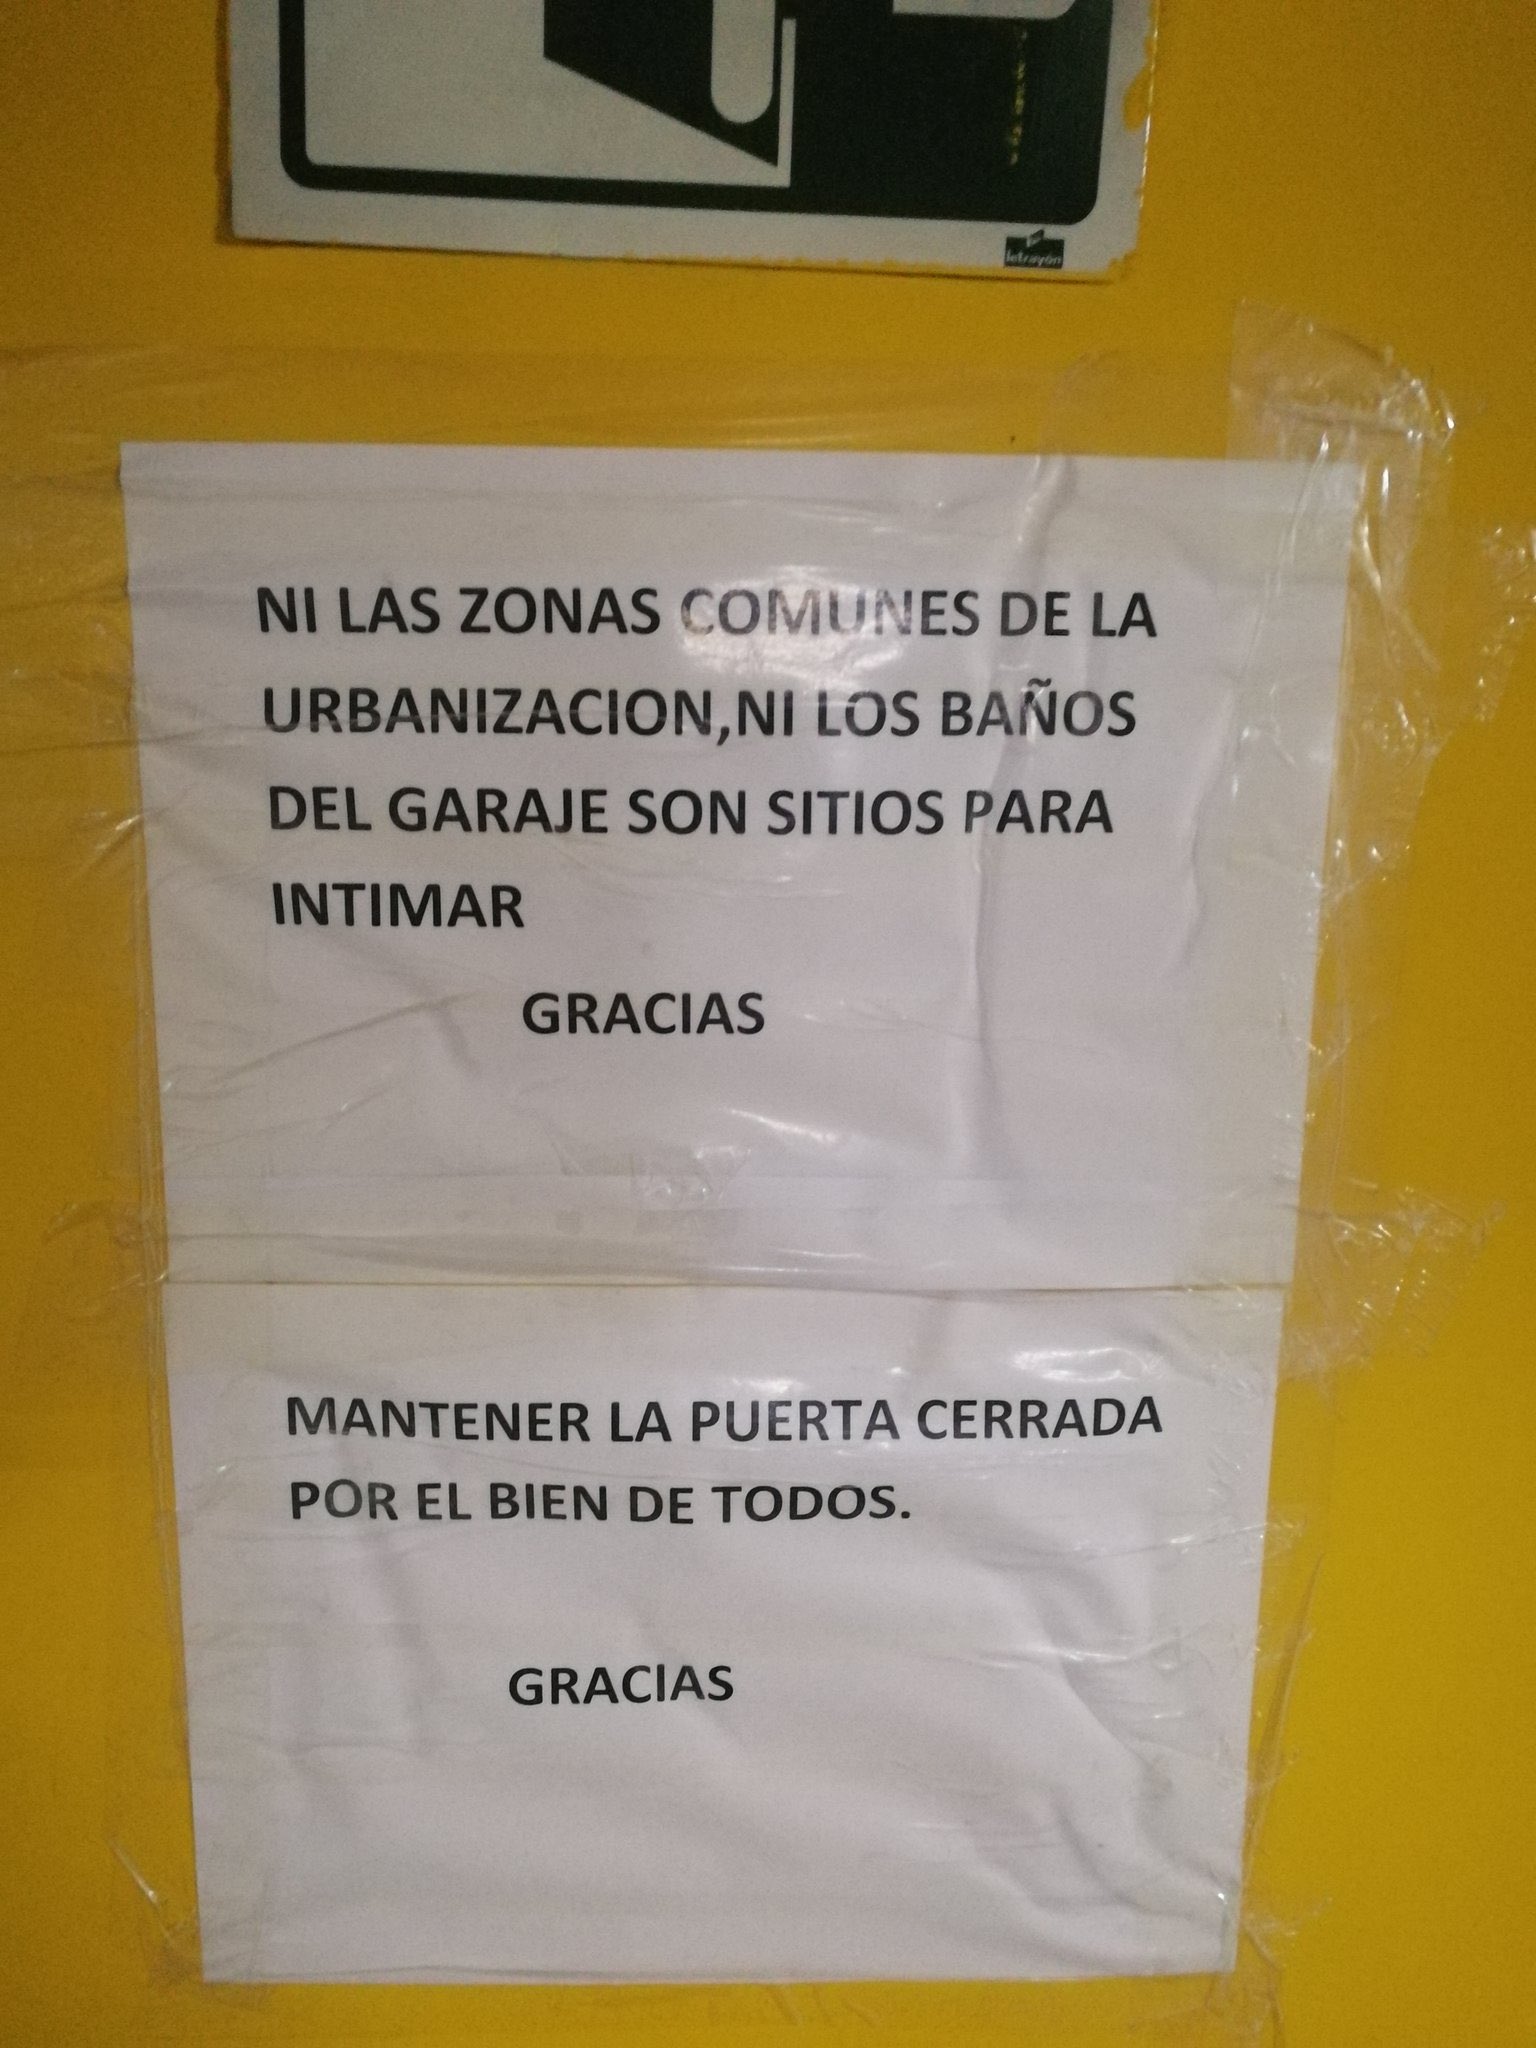 letrayón
NI LAS ZONAS COMUNES DE LA
URBANIZACION,NI LOS BAÑOS
DEL GARAJE SON SITIOS PARA
INTIMAR
GRACIAS
MANTENER LA PUERTA CERRADA
POR EL BIEN DE TODOS.
GRACIAS